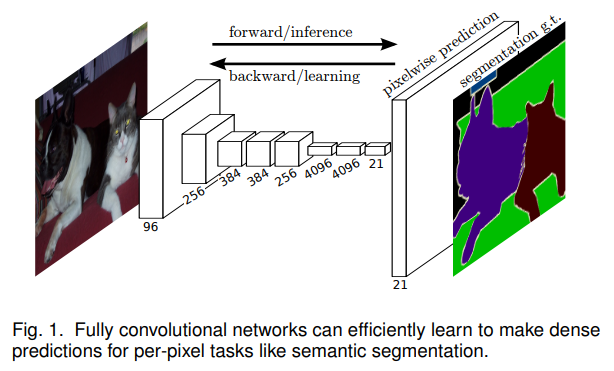 forward/inference
backward/learning
pixelwise prediction
segmentation g.t.
96
256
384
384
256
4096
4096
21
21
Fig. 1. Fully convolutional networks can efficiently learn to make dense
predictions for per-pixel tasks like semantic segmentation.